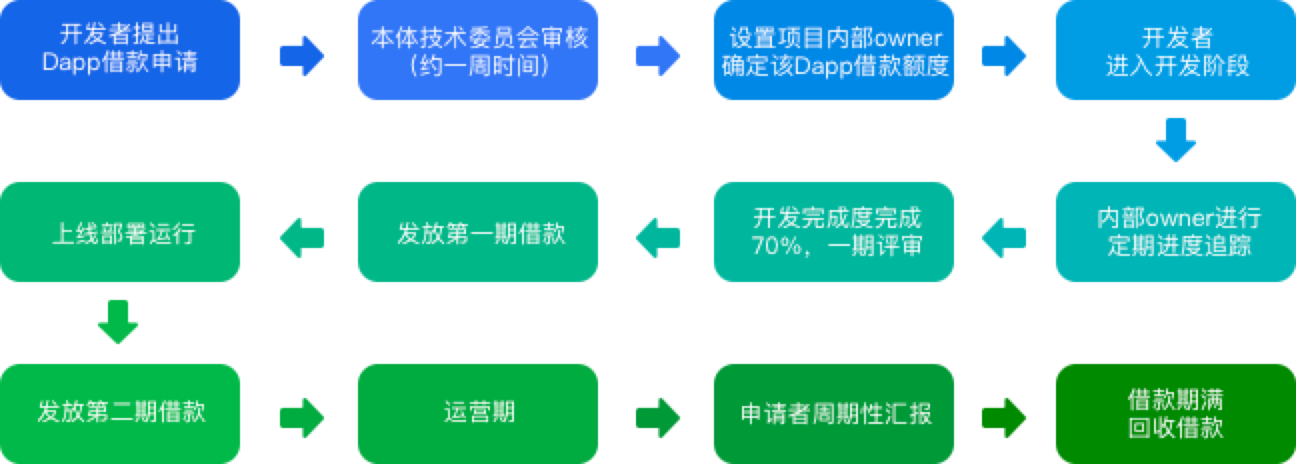 开发者提出
Dapp借款申请
本体技术委员会审核
（约一周时间）
设置项目内部owner
确定该Dapp借款额度
开发者
进入开发阶段
内部owner进行
定期进度追踪
开发完成度完成
70%，一期评审
发放第一期借款
上线部署运行
发放第二期借款
运营期
申请者周期性汇报
借款期满
回收借款